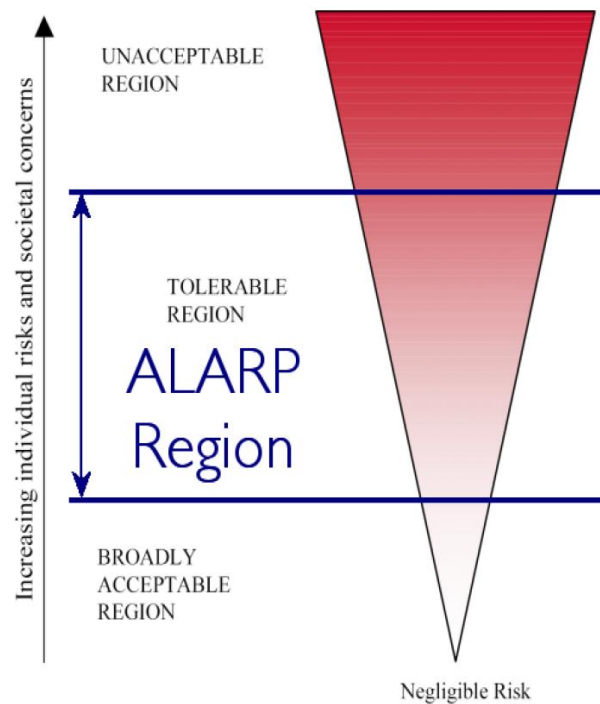 Increasing individual risks and societal concerns
UNACCEPTABLE
REGION
TOLERABLE
REGION
ALARP
Region
BROADLY
ACCEPTABLE
REGION
Negligible Risk